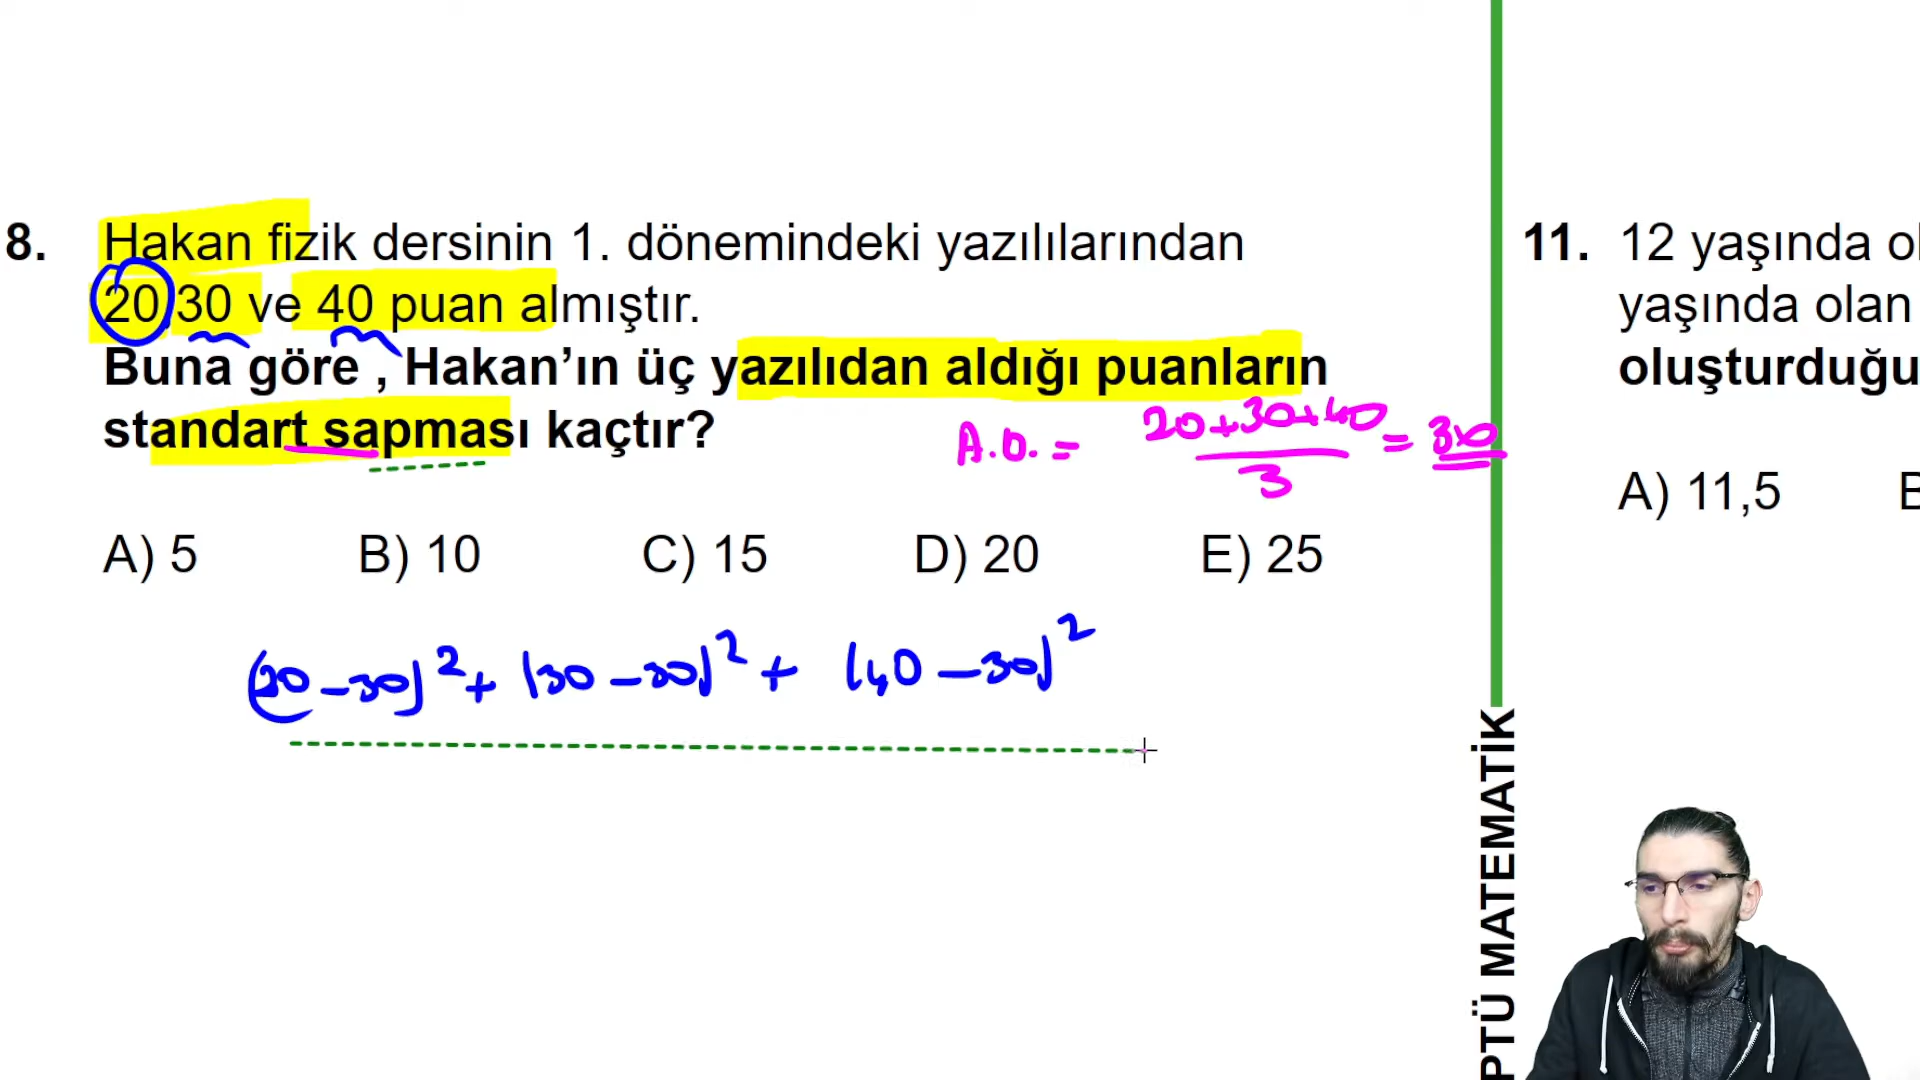 8. Hakan fizik dersinin 1. dönemindeki yazılılarından
20, 30 ve 40 puan almıştır.
Buna göre , Hakan’ın üç yazılıdan aldığı puanların
standart sapması kaçtır?
A.O. = 20+30+40 / 3 = 30
A) 5 B) 10 C) 15 D) 20 E) 25
(20-30)² + (30-30)² + (40-30)²
11. 12 yaşında ol
yaşında olan
oluşturduğu
A) 11,5
PTÜ MATEMATİK